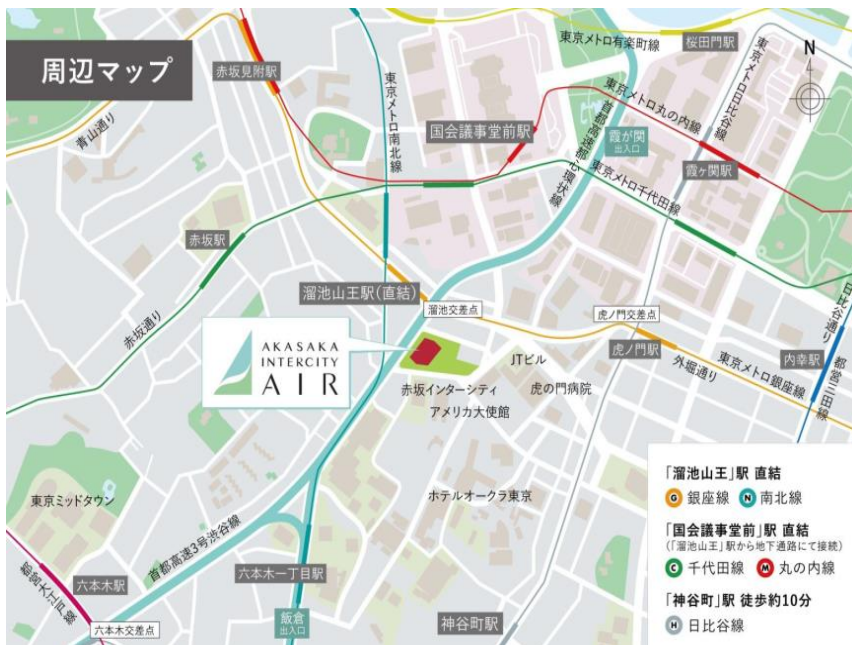 周辺マップ
東京メトロ有楽町線
桜田門駅
N
赤坂見附駅
東京メトロ日比谷線
青山通り
東京メトロ南北線
国会議事堂前駅
東京メトロ丸の内線
首都高速都心環状線
霞が関
出入口
霞ヶ関駅
東京メトロ千代田線
赤坂駅
溜池山王駅(直結)
溜池交差点
虎ノ門交差点
日比谷通り
赤坂通り
AKASAKA
INTERCITY
AIR
虎ノ門駅
内幸駅
JTビル
外堀通り
東京メトロ銀座線
都営三田線
赤坂インターシティ
虎の門病院
アメリカ大使館
東京ミッドタウン
ホテルオークラ東京
首都高速3号渋谷線
六本木駅
六本木一丁目駅
都宮大江戸線
飯倉
出入口
神谷町駅
六本木交差点
「溜池山王」駅 直結
G 銀座線 N 南北線
「国会議事堂前」駅 直結
(「溜池山王」駅から地下通路にて接続)
C 千代田線 M 丸の内線
「神谷町」駅 徒歩約10分
H 日比谷線